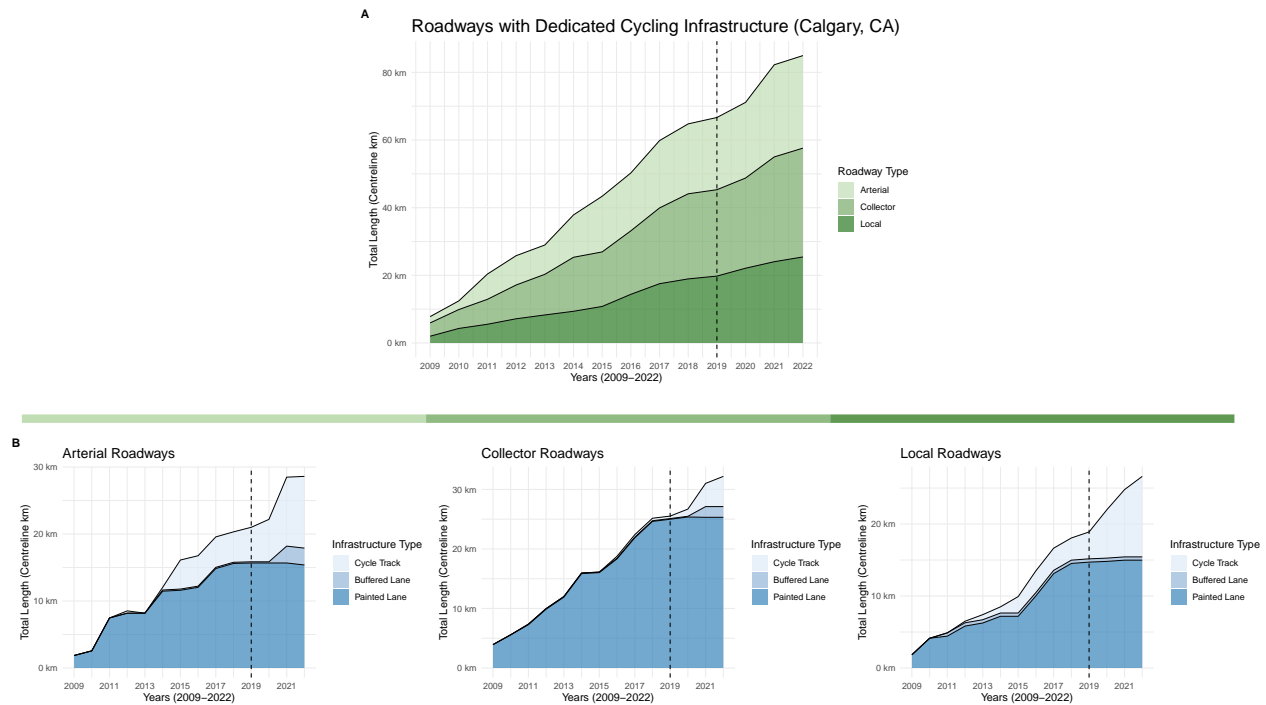 A
Roadways with Dedicated Cycling Infrastructure (Calgary, CA)
Total Length (Centreline km)
80 km
60 km
40 km
20 km
0 km
2009 2010 2011 2012 2013 2014 2015 2016 2017 2018 2019 2020 2021 2022
Years (2009–2022)
Roadway Type
Arterial
Collector
Local
B
Arterial Roadways
Total Length (Centreline km)
30 km
20 km
10 km
0 km
2009 2011 2013 2015 2017 2019 2021
Years (2009–2022)
Infrastructure Type
Cycle Track
Buffered Lane
Painted Lane
Collector Roadways
Total Length (Centreline km)
30 km
20 km
10 km
0 km
2009 2011 2013 2015 2017 2019 2021
Years (2009–2022)
Infrastructure Type
Cycle Track
Buffered Lane
Painted Lane
Local Roadways
Total Length (Centreline km)
20 km
10 km
0 km
2009 2011 2013 2015 2017 2019 2021
Years (2009–2022)
Infrastructure Type
Cycle Track
Buffered Lane
Painted Lane